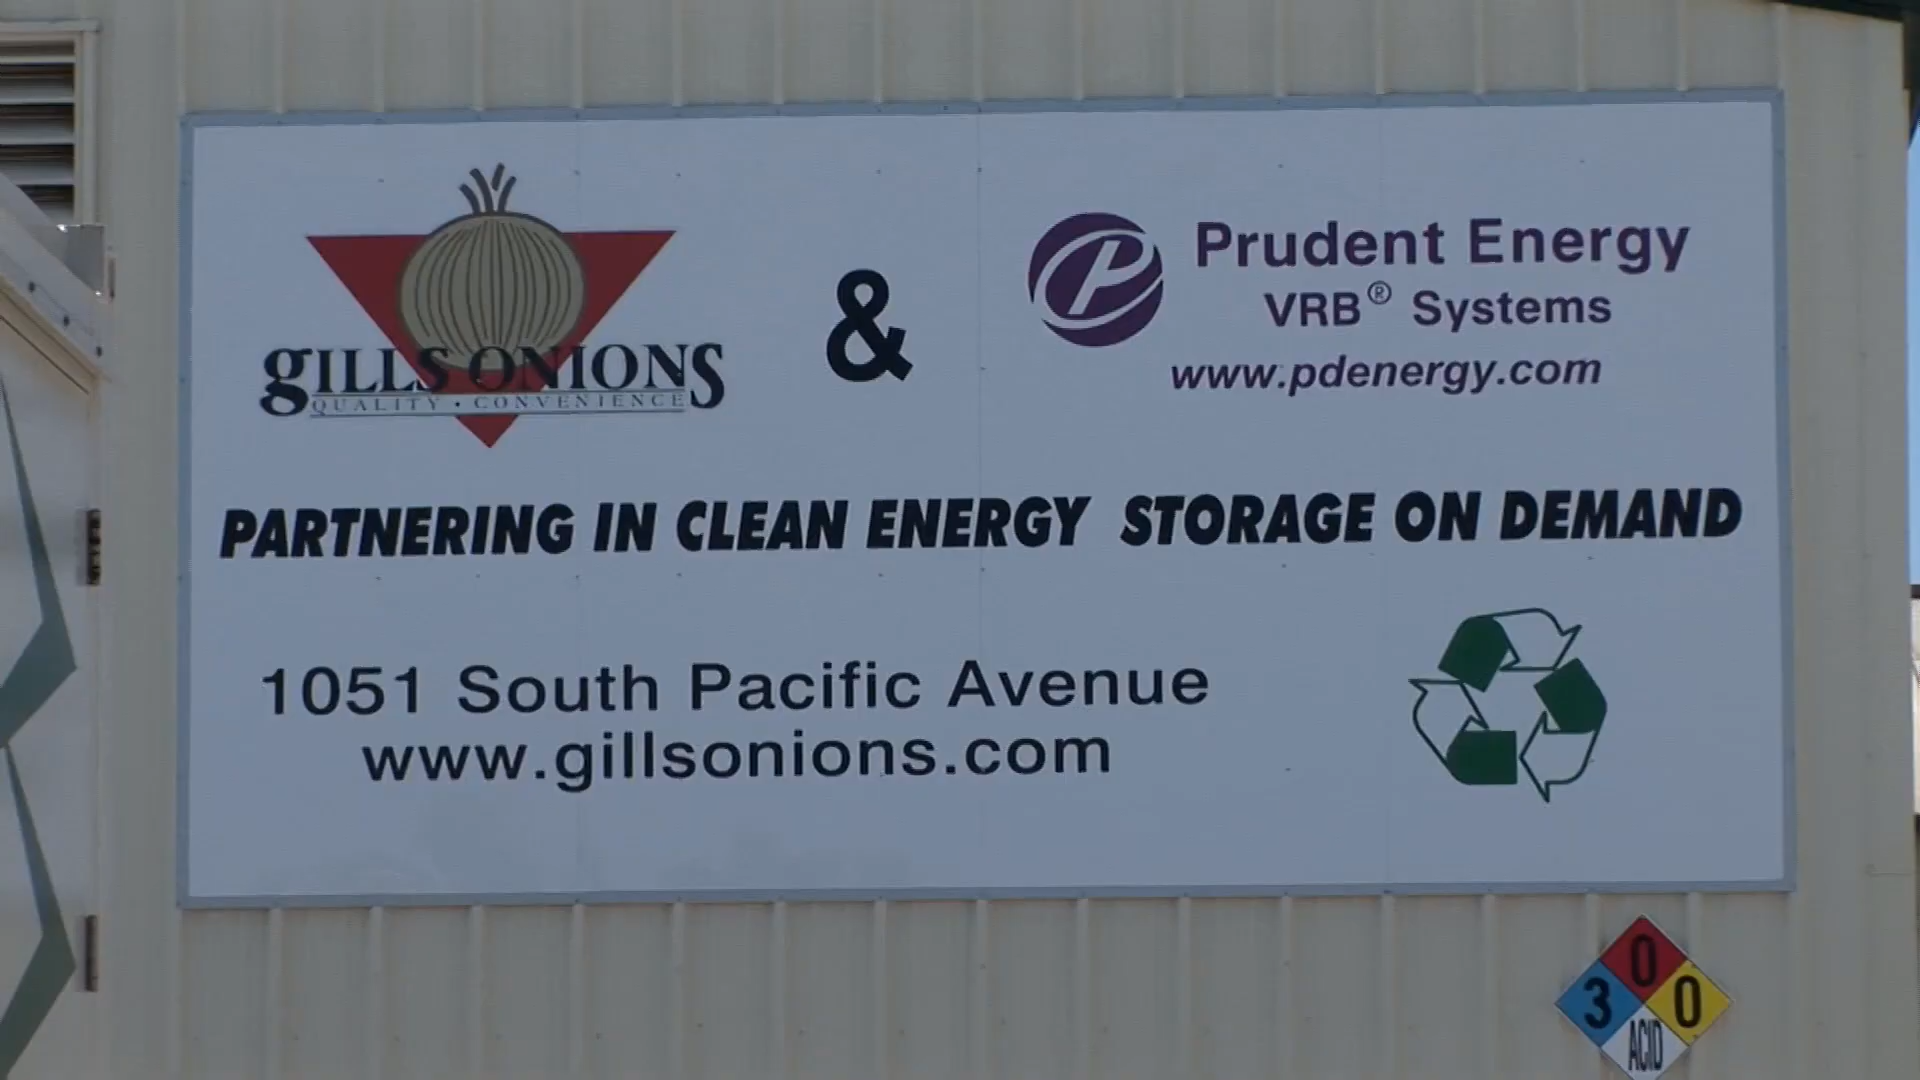 GILLS ONIONS
QUALITY · CONVENIENCE
&
P
Prudent Energy
VRB® Systems
www.pdenergy.com
PARTNERING IN CLEAN ENERGY STORAGE ON DEMAND
1051 South Pacific Avenue
www.gillsonions.com
0
3 0
ACID